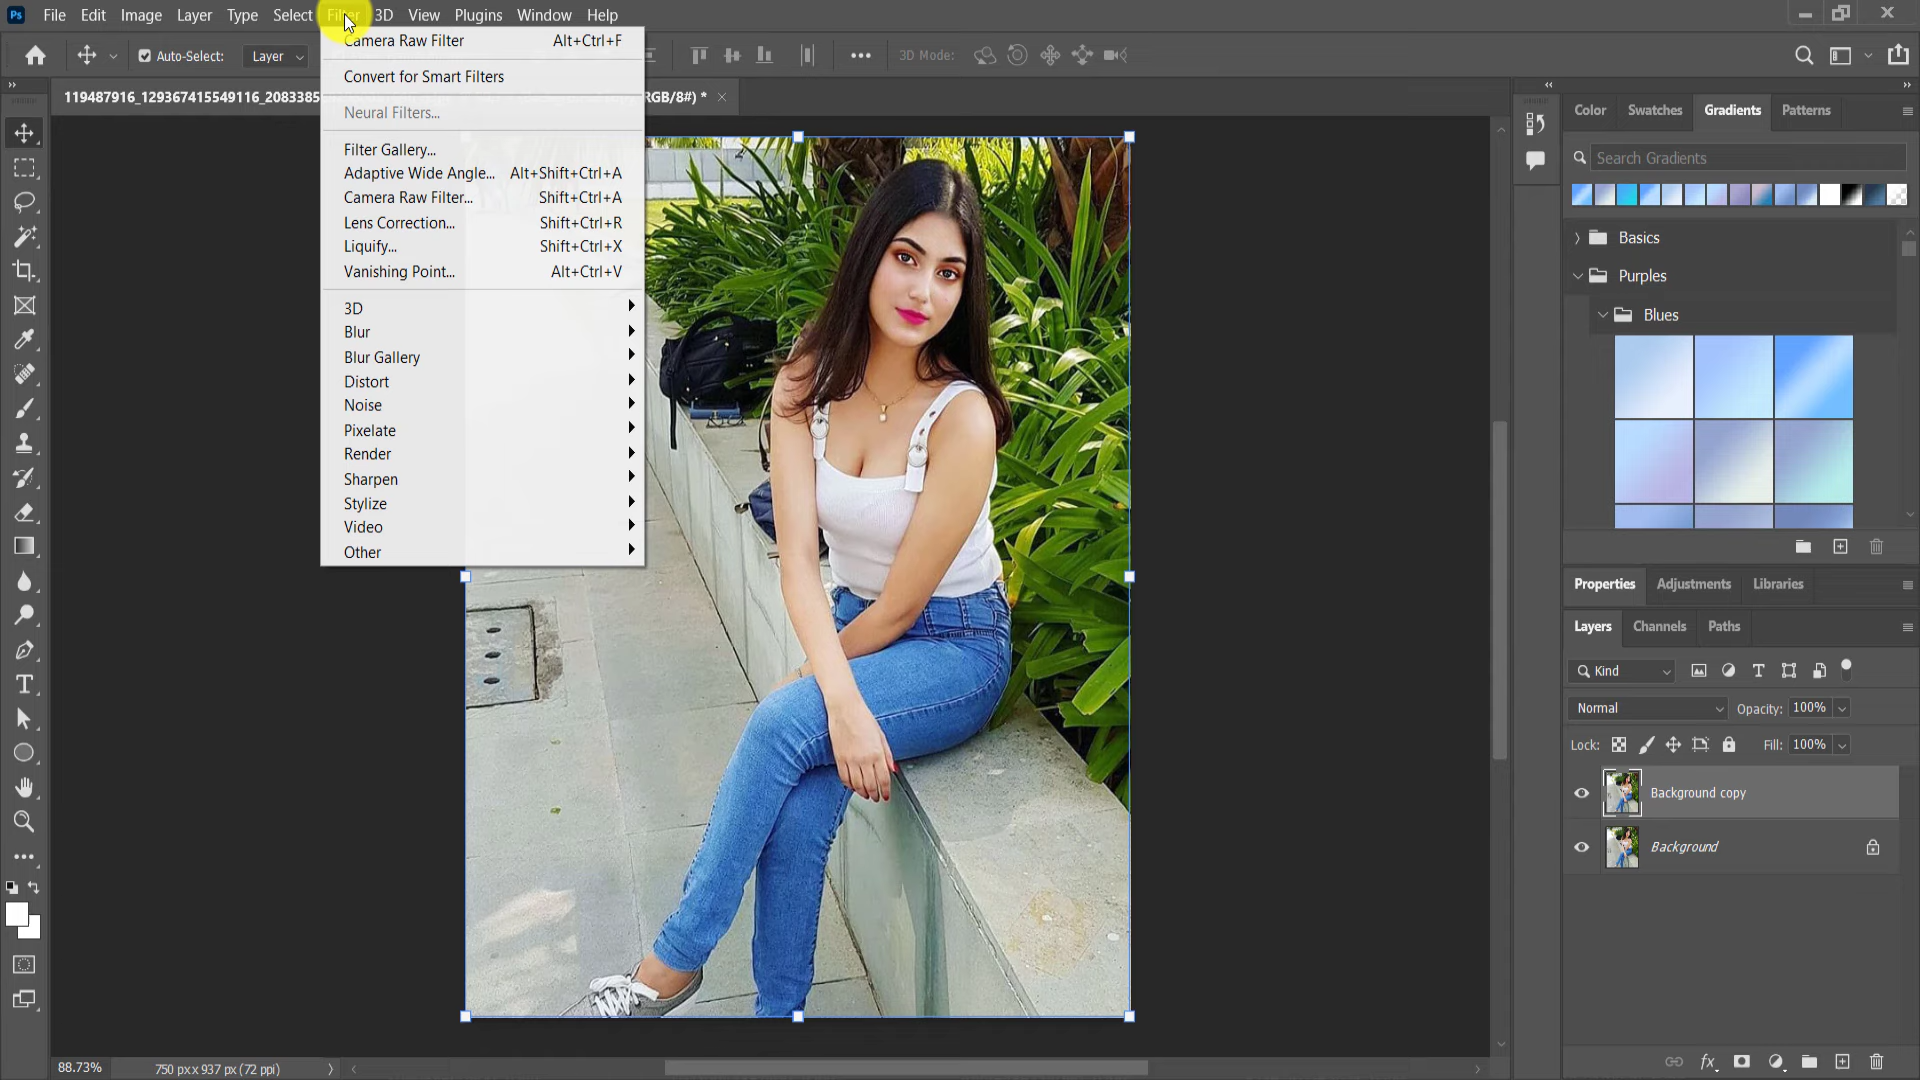 Ps File Edit Image Layer Type Select Filter 3D View Plugins Window Help
Auto-Select: Layer 3D Mode:
119487916_129367415549116_2083385 RGB/8#) *
Camera Raw Filter Alt+Ctrl+F
Convert for Smart Filters
Neural Filters...
Filter Gallery...
Adaptive Wide Angle... Alt+Shift+Ctrl+A
Camera Raw Filter... Shift+Ctrl+A
Lens Correction... Shift+Ctrl+R
Liquify... Shift+Ctrl+X
Vanishing Point... Alt+Ctrl+V
3D
Blur
Blur Gallery
Distort
Noise
Pixelate
Render
Sharpen
Stylize
Video
Other
Color Swatches Gradients Patterns
Search Gradients
Basics
Purples
Blues
Properties Adjustments Libraries
Layers Channels Paths
Kind
Normal Opacity: 100%
Lock: Fill: 100%
Background copy
Background
fx
88.73% 750 px x 937 px (72 ppi)